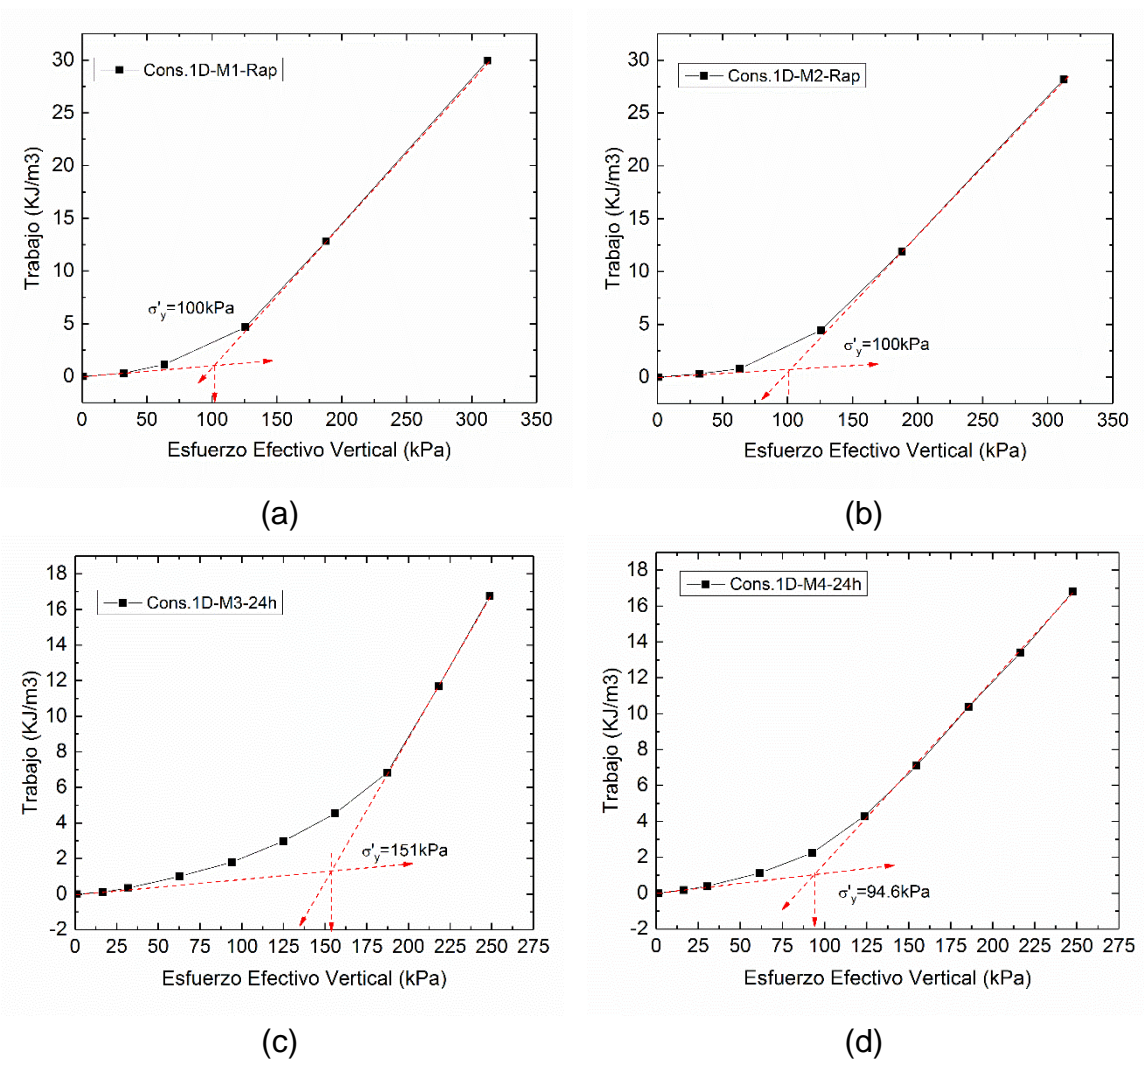 Cons.1D-M1-Rap
Trabajo (KJ/m3)
30
25
20
15
10
5
0
σ'y=100kPa
0 50 100 150 200 250 300 350
Esfuerzo Efectivo Vertical (kPa)
(a)
Cons.1D-M2-Rap
Trabajo (KJ/m3)
30
25
20
15
10
5
0
σ'y=100kPa
0 50 100 150 200 250 300 350
Esfuerzo Efectivo Vertical (kPa)
(b)
Cons.1D-M3-24h
Trabajo (KJ/m3)
18
16
14
12
10
8
6
4
2
0
-2
σ'y=151kPa
0 25 50 75 100 125 150 175 200 225 250 275
Esfuerzo Efectivo Vertical (kPa)
(c)
Cons.1D-M4-24h
Trabajo (KJ/m3)
18
16
14
12
10
8
6
4
2
0
-2
σ'y=94.6kPa
0 25 50 75 100 125 150 175 200 225 250 275
Esfuerzo Efectivo Vertical (kPa)
(d)